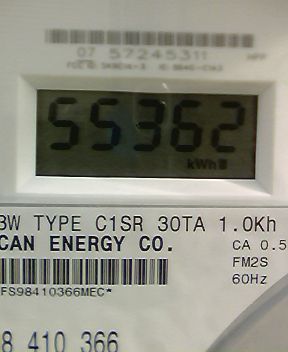 07 57245311
55362
kWh
3W TYPE C1SR 30TA 1.0Kh
CAN ENERGY CO.
CA 0.5
FM2S
60Hz
FS98410366MEC*
8 410 366